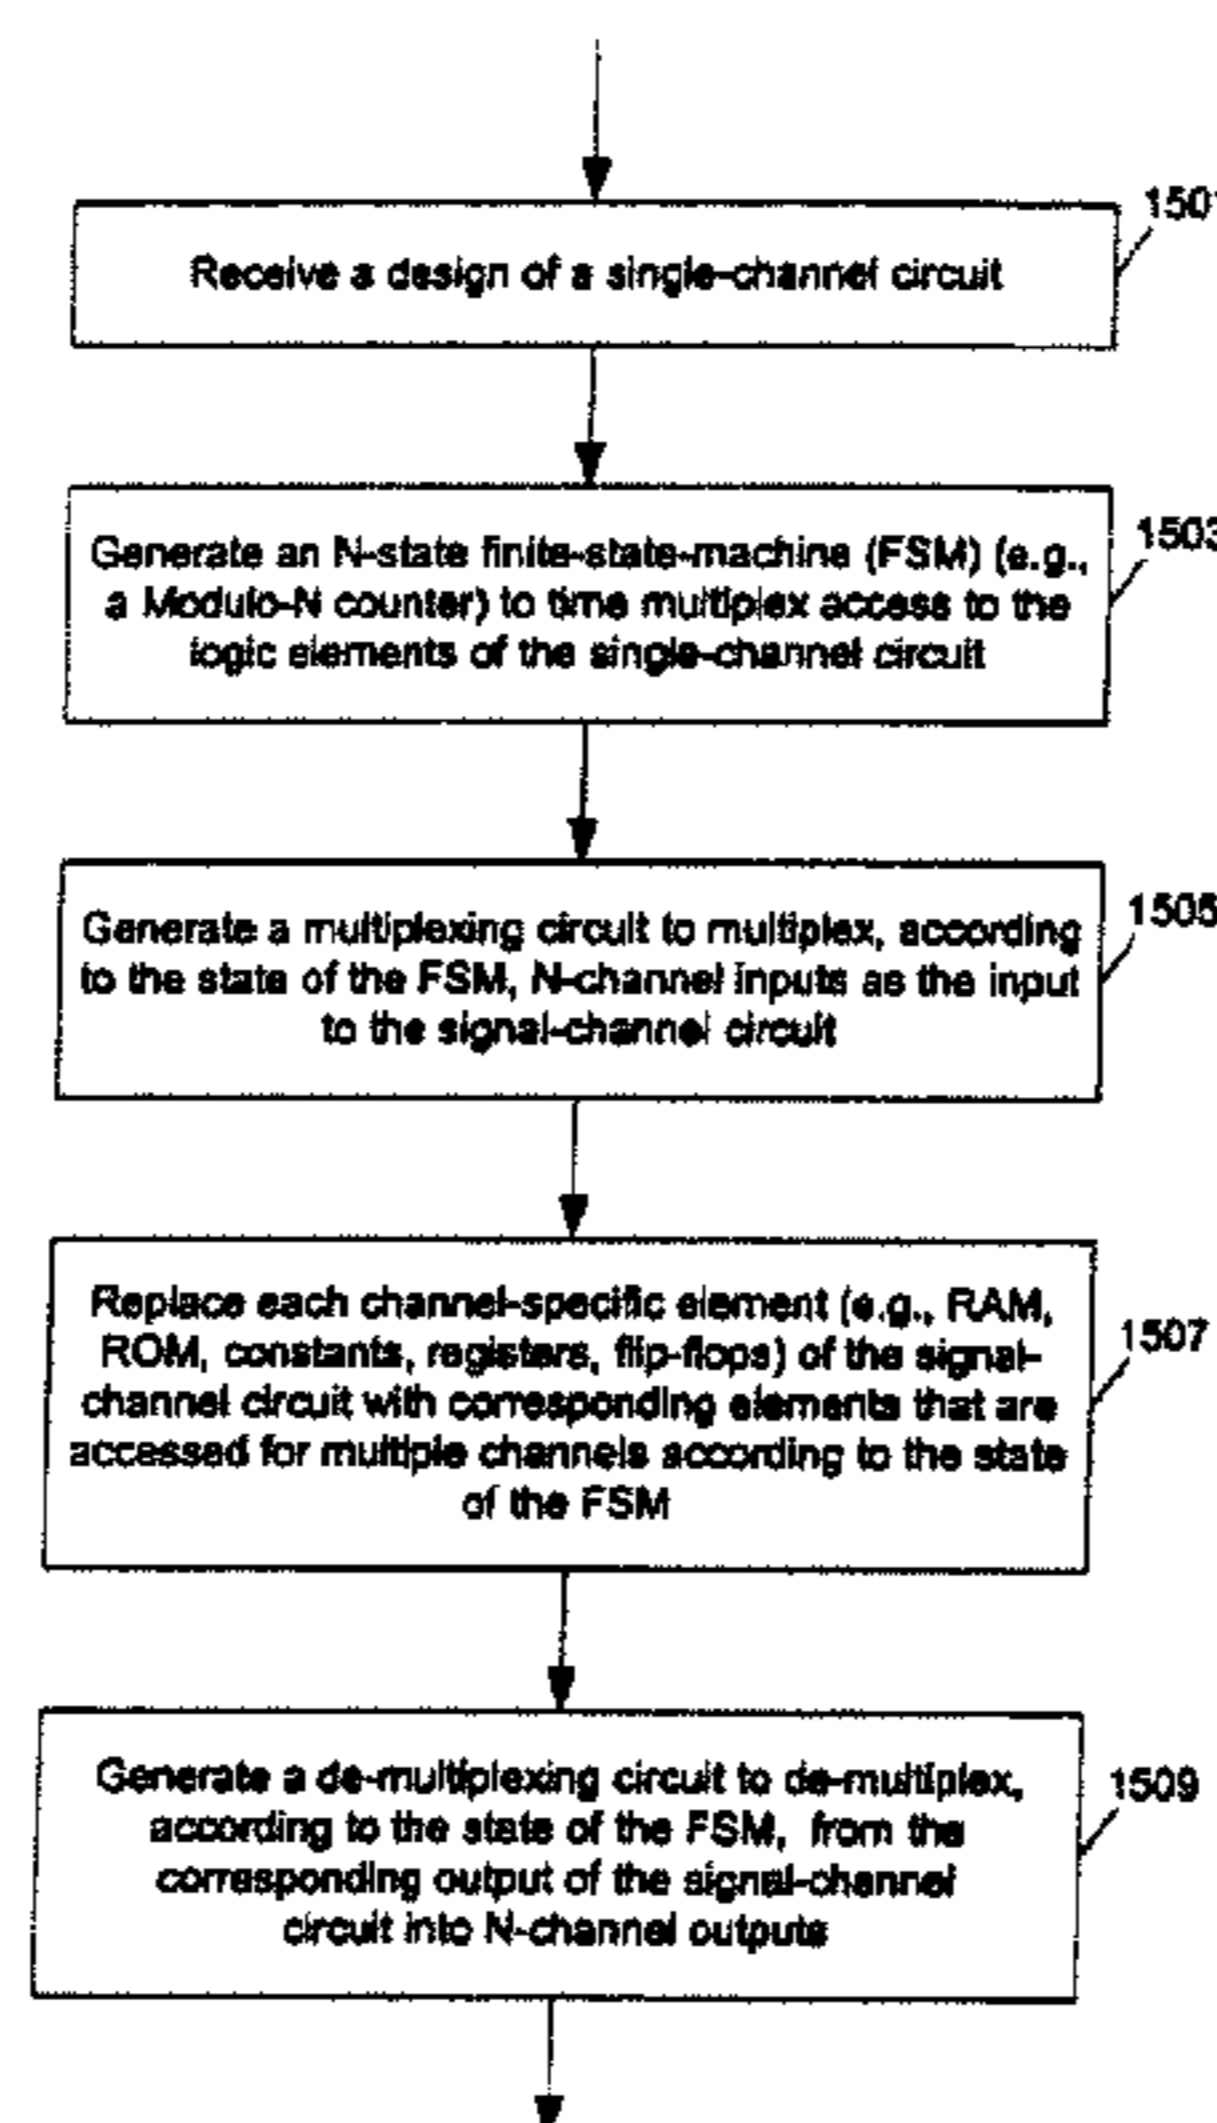 1501
Receive a design of a single-channel circuit
1503
Generate an N-state finite-state-machine (FSM) (e.g.,
a Modulo-N counter) to time multiplex access to the
logic elements of the single-channel circuit
1505
Generate a multiplexing circuit to multiplex, according
to the state of the FSM, N-channel inputs as the input
to the signal-channel circuit
1507
Replace each channel-specific element (e.g., RAM,
ROM, constants, registers, flip-flops) of the signal-
channel circuit with corresponding elements that are
accessed for multiple channels according to the state
of the FSM
1509
Generate a de-multiplexing circuit to de-multiplex,
according to the state of the FSM, from the
corresponding output of the signal-channel
circuit into N-channel outputs